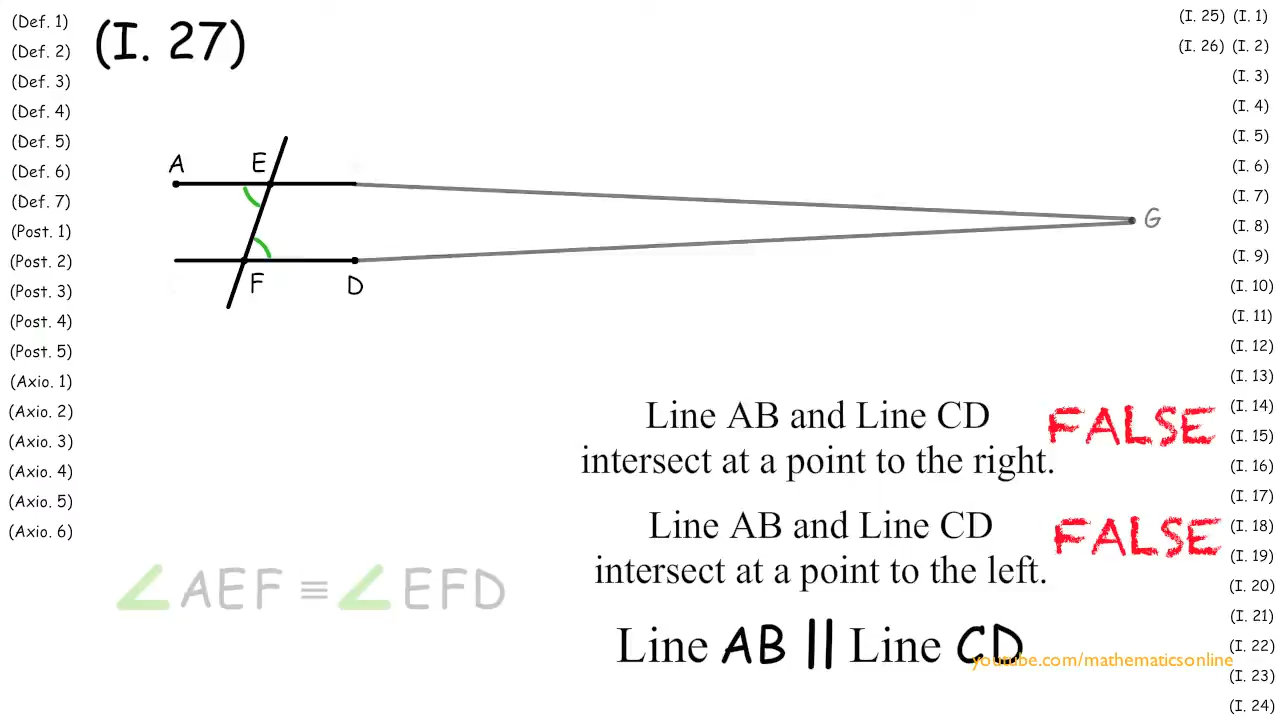 (Def. 1)
(Def. 2)
(Def. 3)
(Def. 4)
(Def. 5)
(Def. 6)
(Def. 7)
(Post. 1)
(Post. 2)
(Post. 3)
(Post. 4)
(Post. 5)
(Axio. 1)
(Axio. 2)
(Axio. 3)
(Axio. 4)
(Axio. 5)
(Axio. 6)
(I. 27)
A E
G
F D
Line AB and Line CD
intersect at a point to the right.
FALSE
Line AB and Line CD
intersect at a point to the left.
FALSE
∠AEF ≡ ∠EFD
Line AB || Line CD
youtube.com/mathematicsonline
(I. 25) (I. 1)
(I. 26) (I. 2)
(I. 3)
(I. 4)
(I. 5)
(I. 6)
(I. 7)
(I. 8)
(I. 9)
(I. 10)
(I. 11)
(I. 12)
(I. 13)
(I. 14)
(I. 15)
(I. 16)
(I. 17)
(I. 18)
(I. 19)
(I. 20)
(I. 21)
(I. 22)
(I. 23)
(I. 24)